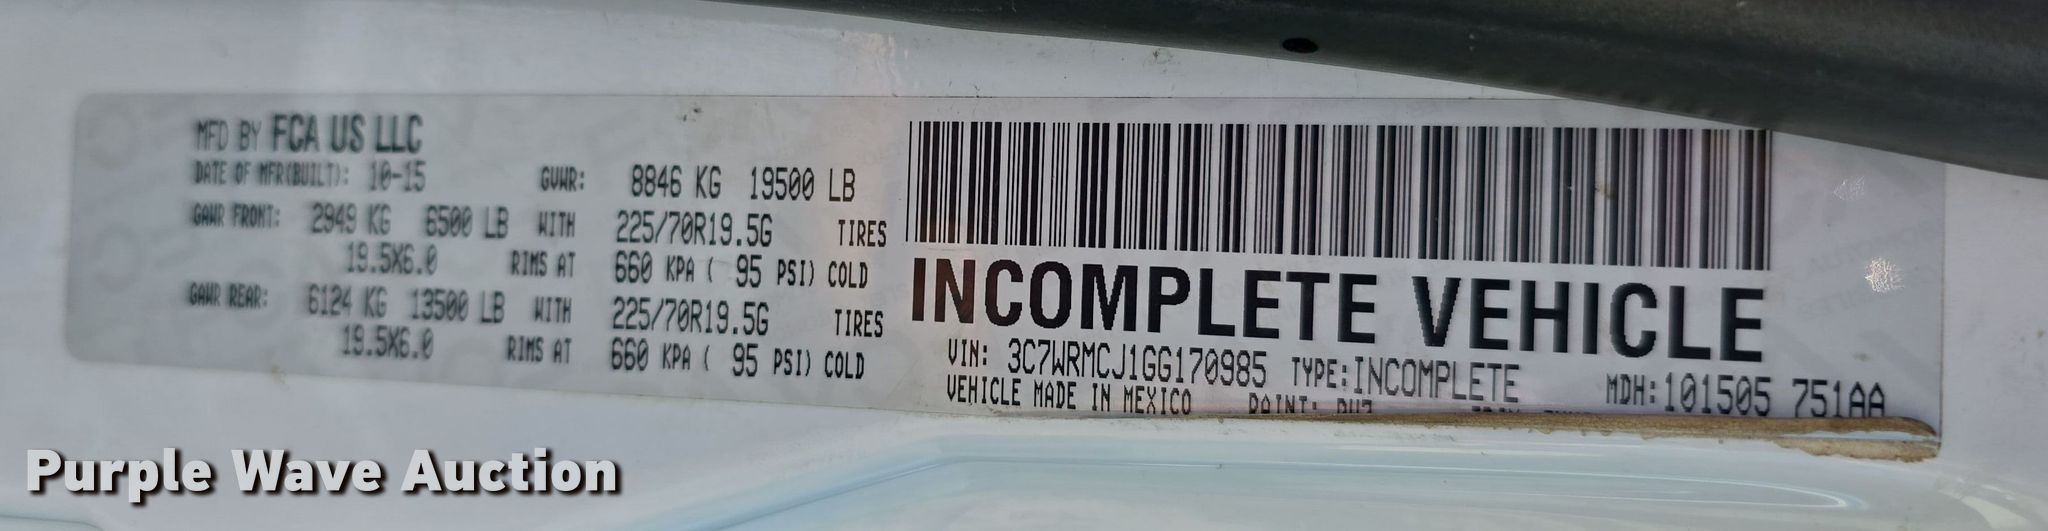 MFD BY FCA US LLC
DATE OF MFR(BUILT): 10-15 GVWR: 8846 KG 19500 LB
GAWR FRONT: 2949 KG 6500 LB WITH 225/70R19.5G TIRES
19.5X6.0 RIMS AT 660 KPA ( 95 PSI) COLD
GAWR REAR: 6124 KG 13500 LB WITH 225/70R19.5G TIRES
19.5X6.0 RIMS AT 660 KPA ( 95 PSI) COLD
INCOMPLETE VEHICLE
VIN: 3C7WRMCJ1GG170985 TYPE:INCOMPLETE MDH:101505 751AA
VEHICLE MADE IN MEXICO PAINT:
Purple Wave Auction